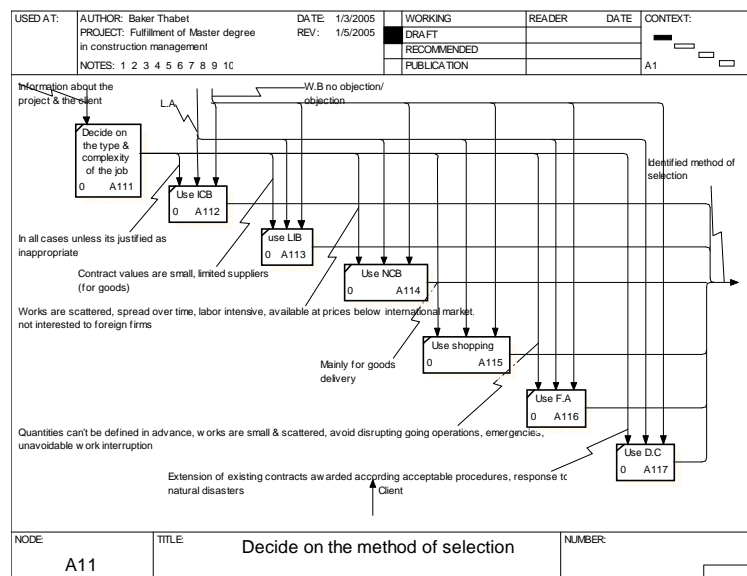 USED AT:
AUTHOR: Baker Thabet
DATE: 1/3/2005
PROJECT: Fulfillment of Master degree
in construction management
REV: 1/5/2005
NOTES: 1 2 3 4 5 6 7 8 9 10
WORKING
DRAFT
RECOMMENDED
PUBLICATION
READER DATE
CONTEXT:
A1
Information about the
project & the client
L.A
W.B no objection/
objection
Decide on
the type &
complexity
of the job
0 A111
Identified method of
selection
Use ICB
0 A112
In all cases unless its justified as
inappropriate
use LIB
0 A113
Contract values are small, limited suppliers
(for goods)
Use NCB
0 A114
Works are scattered, spread over time, labor intensive, available at prices below international market,
not interested to foreign firms
Use shopping
0 A115
Mainly for goods
delivery
Use F.A
0 A116
Quantities can't be defined in advance, works are small & scattered, avoid disrupting going operations, emergencies,
unavoidable work interruption
Use D.C
0 A117
Extension of existing contracts awarded according acceptable procedures, response to
natural disasters
Client
NODE:
A11
TITLE:
Decide on the method of selection
NUMBER: